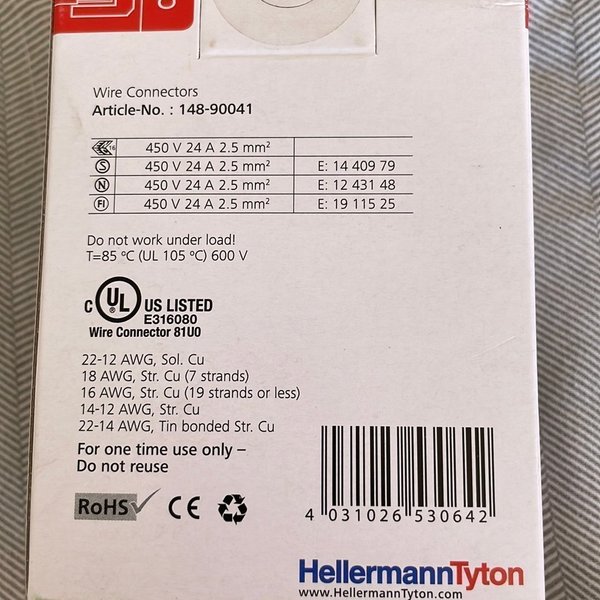 Wire Connectors
Article-No. : 148-90041
450 V 24 A 2.5 mm²
S 450 V 24 A 2.5 mm² E: 14 409 79
N 450 V 24 A 2.5 mm² E: 12 431 48
FI 450 V 24 A 2.5 mm² E: 19 115 25
Do not work under load!
T=85 ºC (UL 105 ºC) 600 V
C UL US LISTED
E316080
Wire Connector 81U0
22-12 AWG, Sol. Cu
18 AWG, Str. Cu (7 strands)
16 AWG, Str. Cu (19 strands or less)
14-12 AWG, Str. Cu
22-14 AWG, Tin bonded Str. Cu
For one time use only –
Do not reuse
RoHS CE
4 031026 530642
HellermannTyton
www.HellermannTyton.com